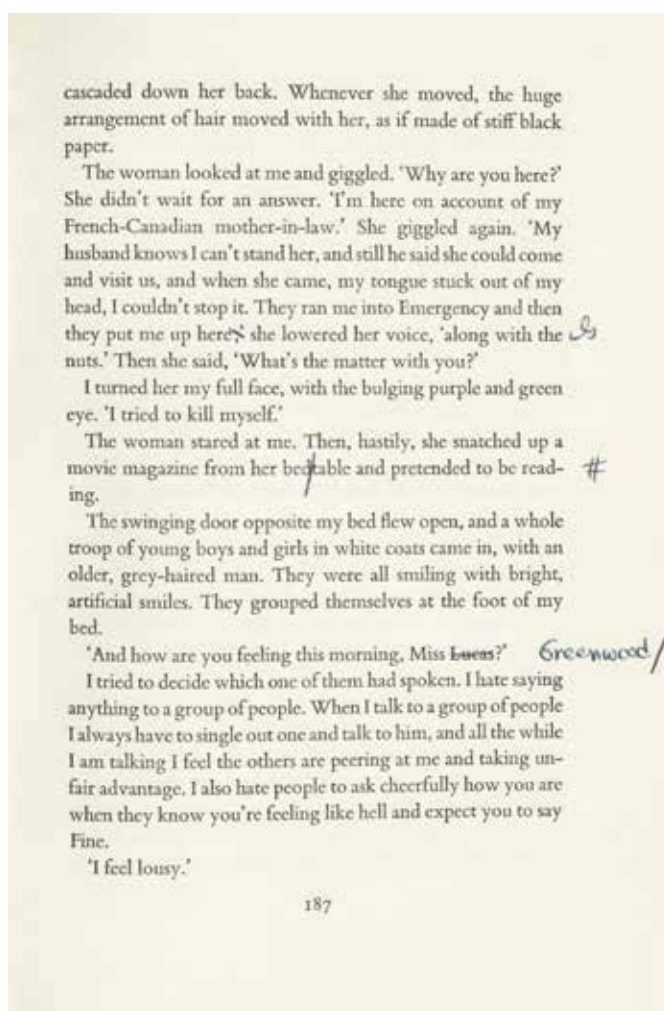 cascaded down her back. Whenever she moved, the huge
arrangement of hair moved with her, as if made of stiff black
paper.
The woman looked at me and giggled. 'Why are you here?'
She didn't wait for an answer. 'I'm here on account of my
French-Canadian mother-in-law.' She giggled again. 'My
husband knows I can't stand her, and still he said she could come
and visit us, and when she came, my tongue stuck out of my
head, I couldn't stop it. They ran me into Emergency and then
they put me up here' she lowered her voice, 'along with the
nuts.' Then she said, 'What's the matter with you?'
I turned her my full face, with the bulging purple and green
eye. 'I tried to kill myself.'
The woman stared at me. Then, hastily, she snatched up a
movie magazine from her bed/table and pretended to be read- #
ing.
The swinging door opposite my bed flew open, and a whole
troop of young boys and girls in white coats came in, with an
older, grey-haired man. They were all smiling with bright,
artificial smiles. They grouped themselves at the foot of my
bed.
'And how are you feeling this morning, Miss Lucas?' Greenwood/
I tried to decide which one of them had spoken. I hate saying
anything to a group of people. When I talk to a group of people
I always have to single out one and talk to him, and all the while
I am talking I feel the others are peering at me and taking un-
fair advantage. I also hate people to ask cheerfully how you are
when they know you're feeling like hell and expect you to say
Fine.
'I feel lousy.'
187